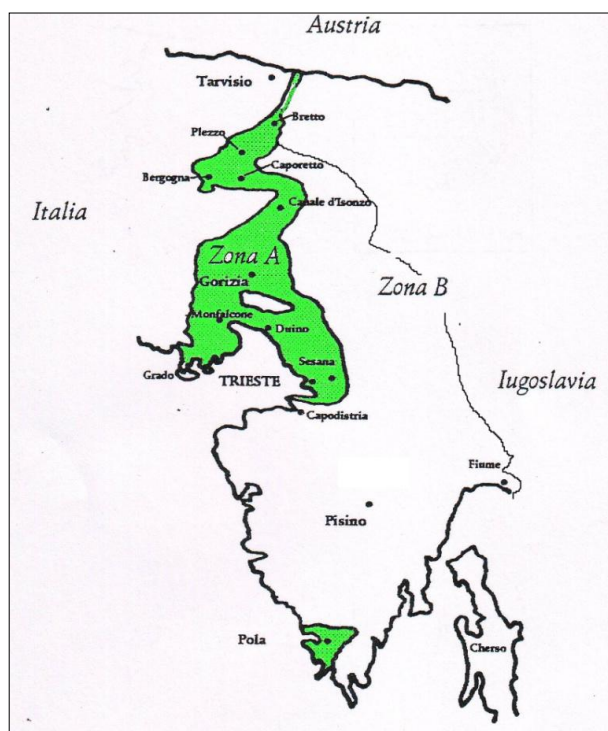 Austria
Tarvisio
Bretto
Plezzo
Bergogna
Caporetto
Canale d'Isonzo
Italia
Zona A
Gorizia
Zona B
Monfalcone
Duino
Sesana
Grado
TRIESTE
Iugoslavia
Capodistria
Fiume
Pisino
Pola
Cherso